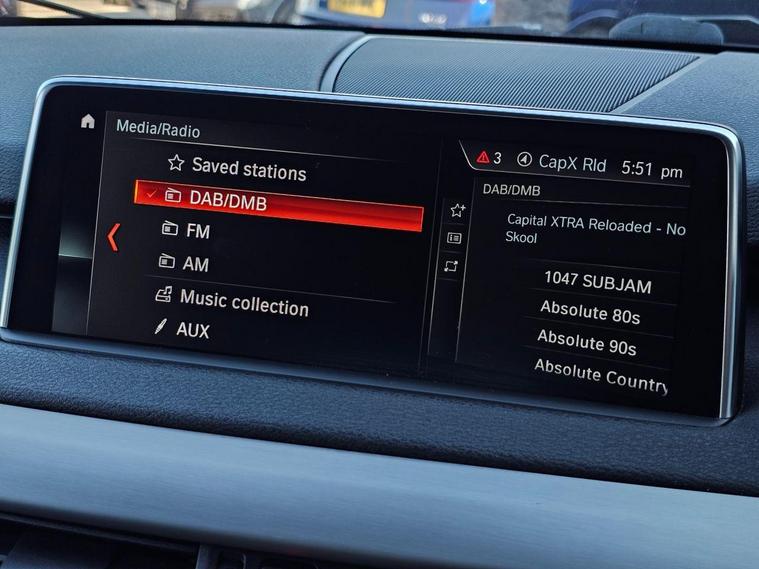 Media/Radio
Saved stations
DAB/DMB
FM
AM
Music collection
AUX
3 CapX Rld 5:51 pm
DAB/DMB
Capital XTRA Reloaded - No
Skool
1047 SUBJAM
Absolute 80s
Absolute 90s
Absolute Country